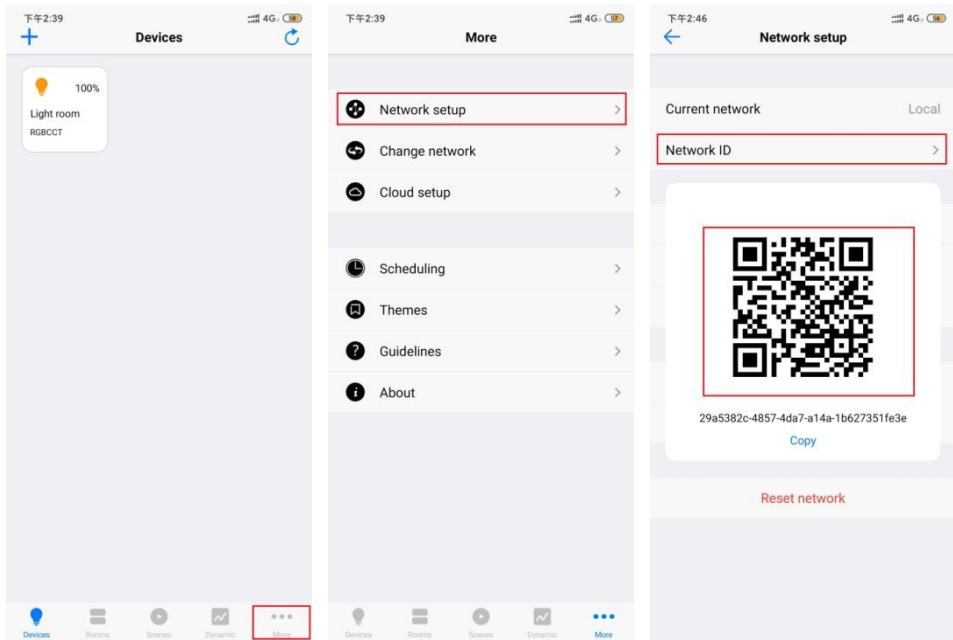 下午2:39
4G
58
Devices
100%
Light room
RGBCCT
Devices
Rooms
Scenes
Dynamic
More
下午2:39
4G
57
More
Network setup
Change network
Cloud setup
Scheduling
Themes
Guidelines
About
Devices
Rooms
Scenes
Dynamic
More
下午2:46
4G
Network setup
Current network
Local
Network ID
29a5382c-4857-4da7-a14a-1b627351fe3e
Copy
Reset network